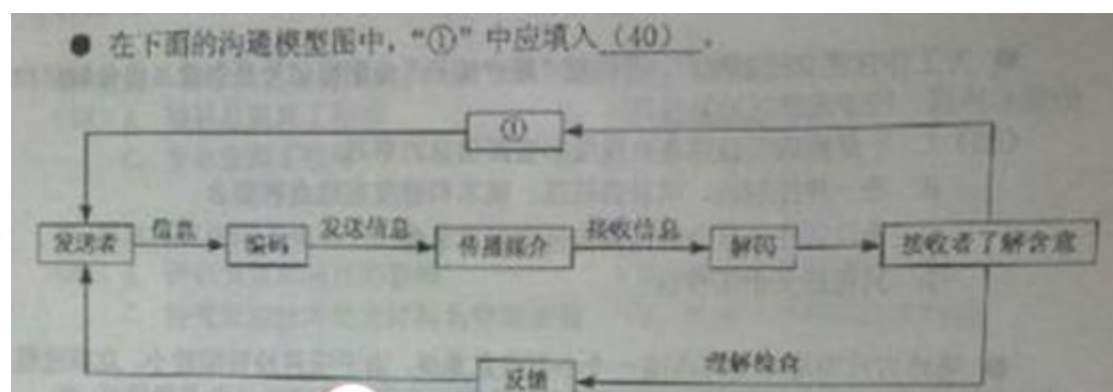 ● 在下面的沟通模型图中，“①”中应填入（40）。
①
发送者 信息 编码 发送信息 传播媒介 接收信息 解码 接收者了解含意
理解检查
反馈